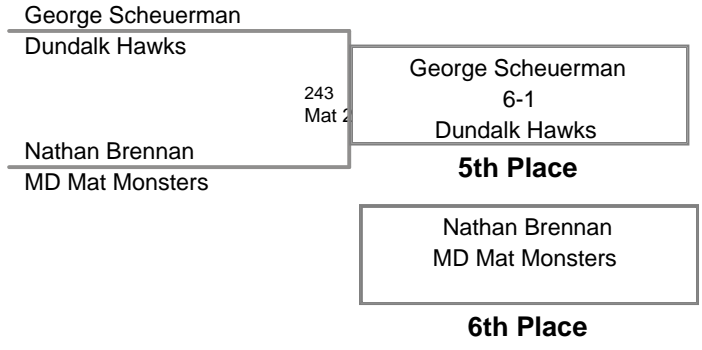 George Scheuerman
Dundalk Hawks
243
Mat 2
Nathan Brennan
MD Mat Monsters
George Scheuerman
6-1
Dundalk Hawks
5th Place
Nathan Brennan
MD Mat Monsters
6th Place